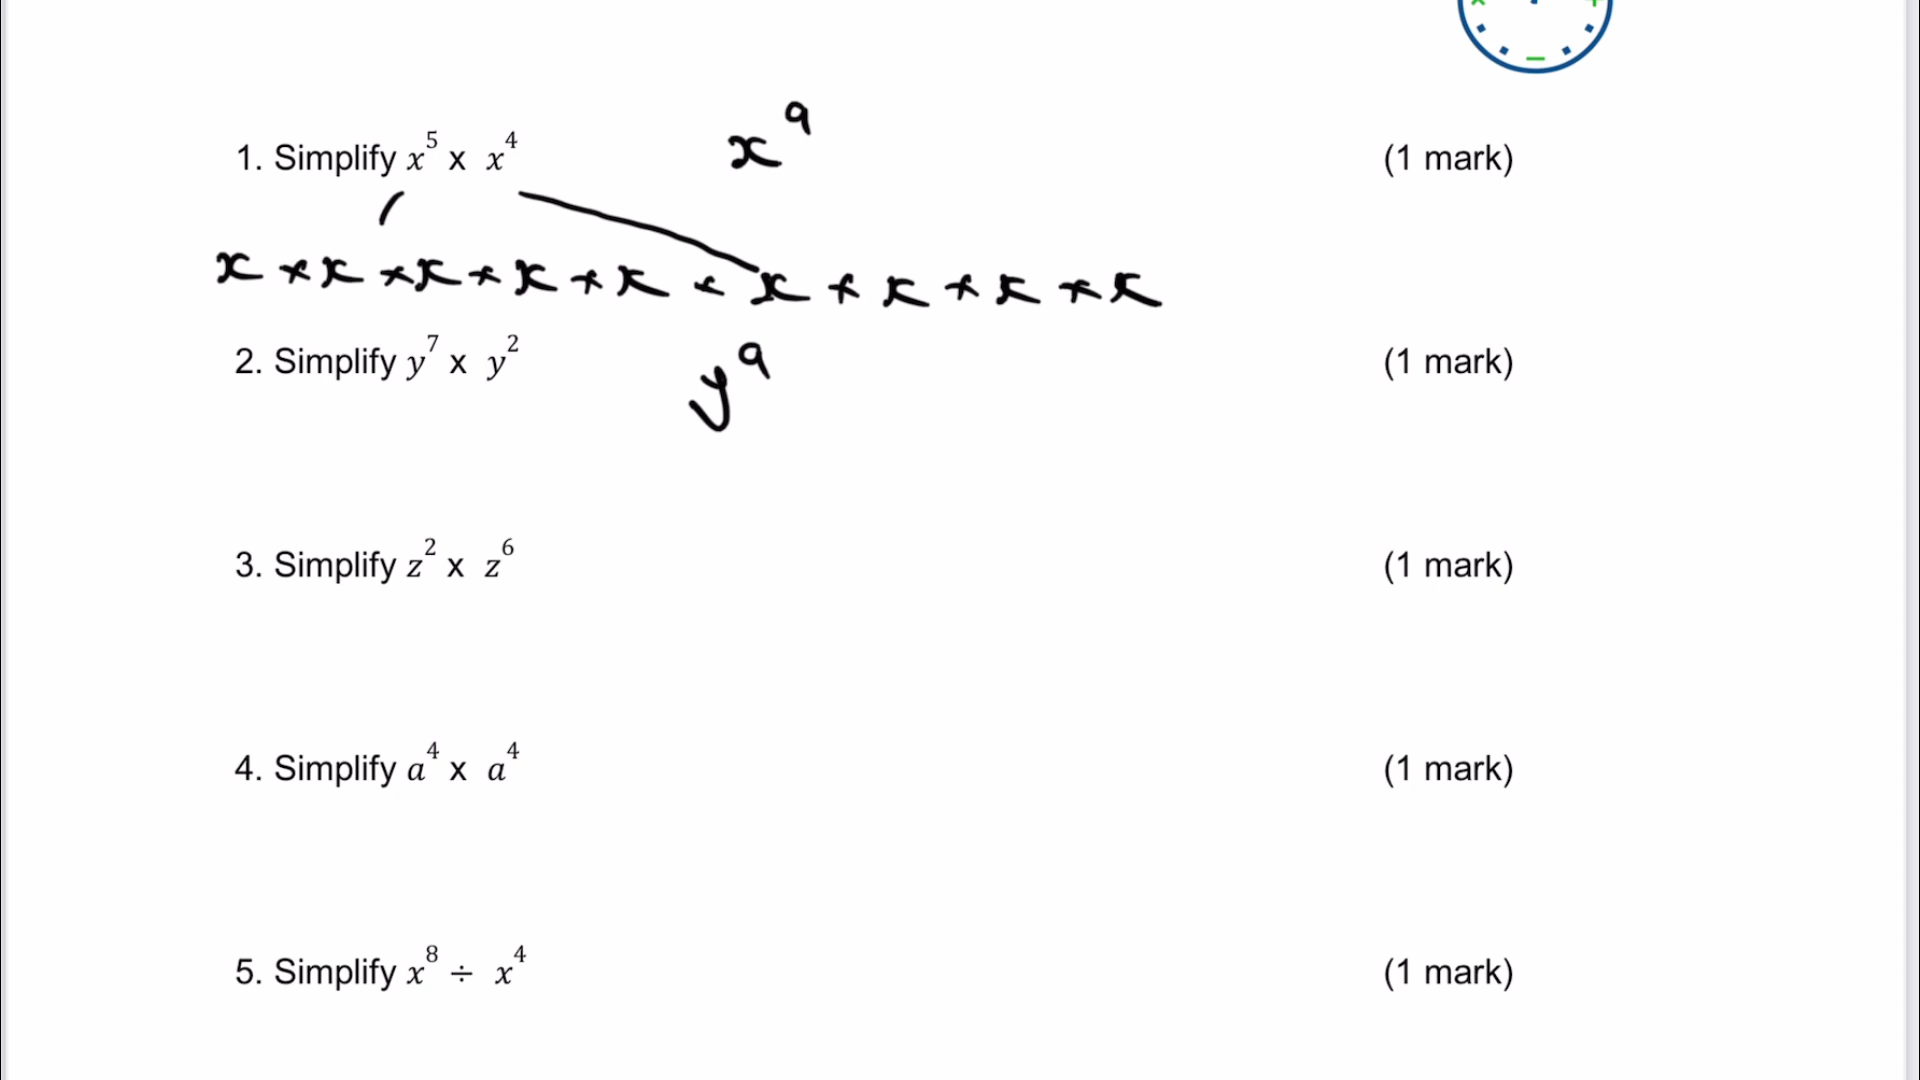 1. Simplify x⁵ x x⁴ x⁹ (1 mark)
x × x × x × x × x × x × x × x × x
2. Simplify y⁷ x y² y⁹ (1 mark)
3. Simplify z² x z⁶ (1 mark)
4. Simplify a⁴ x a⁴ (1 mark)
5. Simplify x⁸ ÷ x⁴ (1 mark)